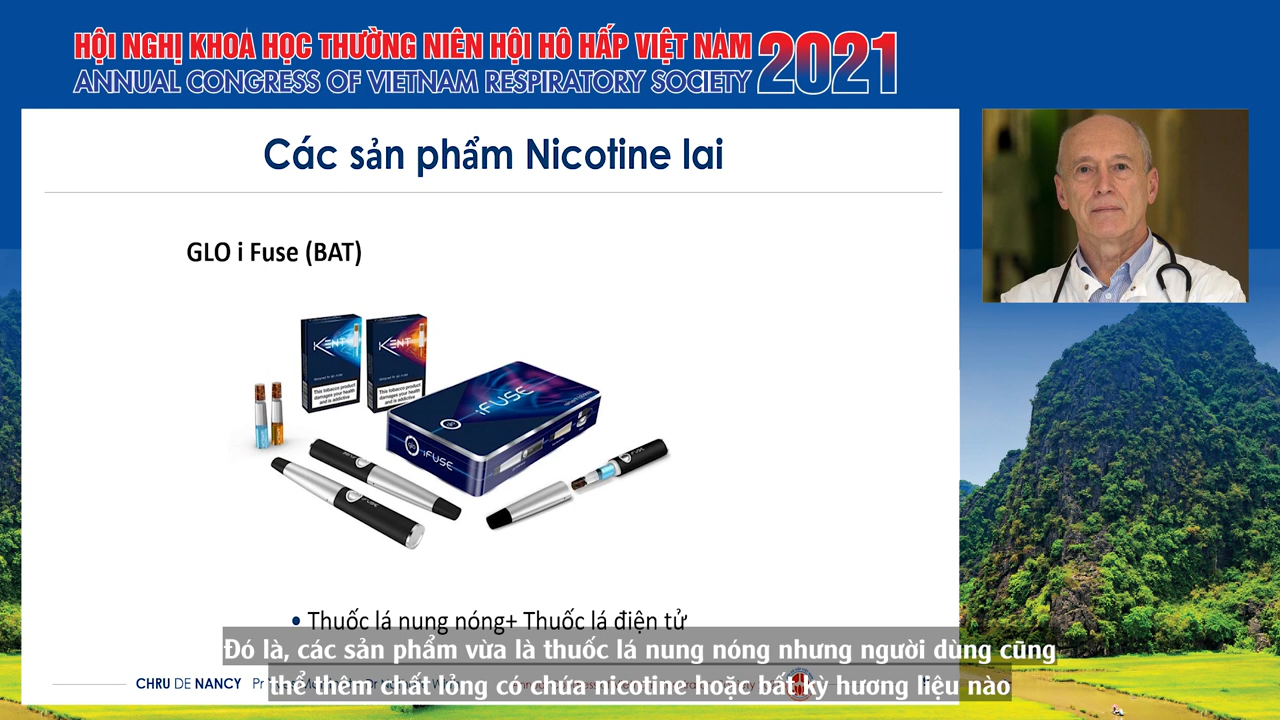 HỘI NGHỊ KHOA HỌC THƯỜNG NIÊN HỘI HÔ HẤP VIỆT NAM 2021
ANNUAL CONGRESS OF VIETNAM RESPIRATORY SOCIETY
Các sản phẩm Nicotine lai
GLO i Fuse (BAT)
KENT KENT
This tobacco product damages your health and is addictive
This tobacco product damages your health and is addictive
iFUSE
glo iFUSE
• Thuốc lá nung nóng+ Thuốc lá điện tử
Đó là, các sản phẩm vừa là thuốc lá nung nóng nhưng người dùng cũng
thể thêm chất lỏng có chứa nicotine hoặc bất kỳ hương liệu nào
CHRU DE NANCY